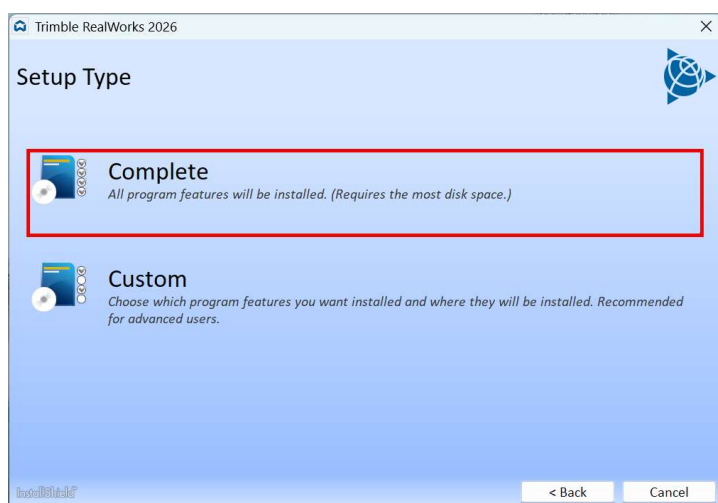 Trimble RealWorks 2026
Setup Type
Complete
All program features will be installed. (Requires the most disk space.)
Custom
Choose which program features you want installed and where they will be installed. Recommended
for advanced users.
InstallShield
< Back
Cancel